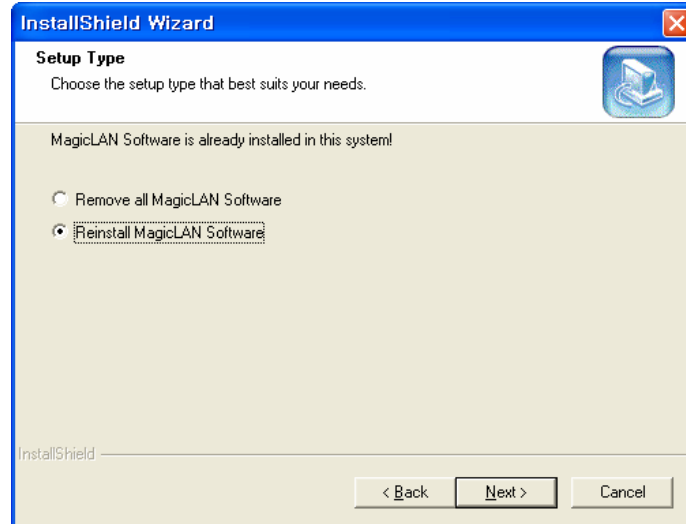 InstallShield Wizard
Setup Type
Choose the setup type that best suits your needs.
MagicLAN Software is already installed in this system!
Remove all MagicLAN Software
Reinstall MagicLAN Software
InstallShield
< Back
Next >
Cancel